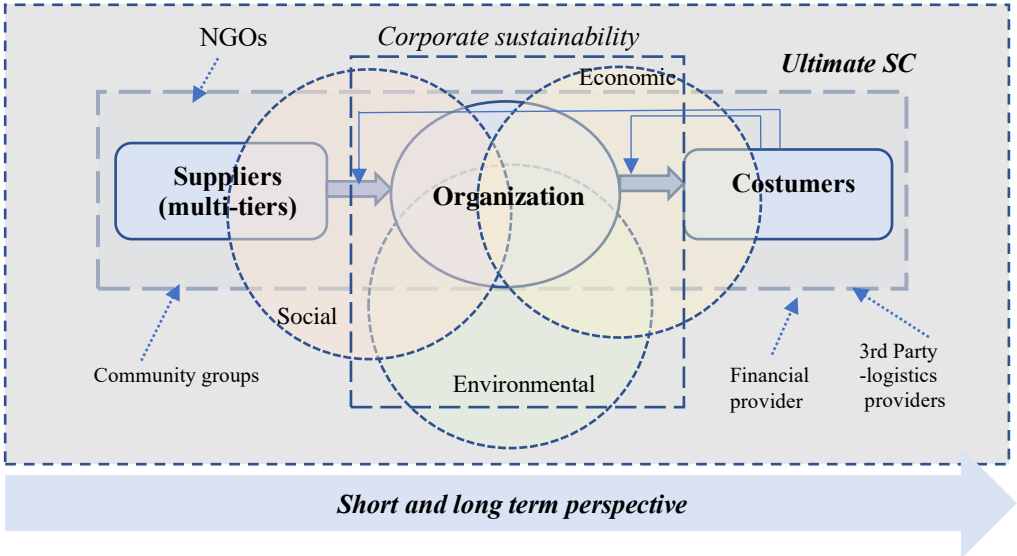 NGOs
Corporate sustainability
Economic
Ultimate SC
Suppliers
(multi-tiers)
Organization
Costumers
Social
Environmental
Community groups
Financial
provider
3rd Party
-logistics
providers
Short and long term perspective